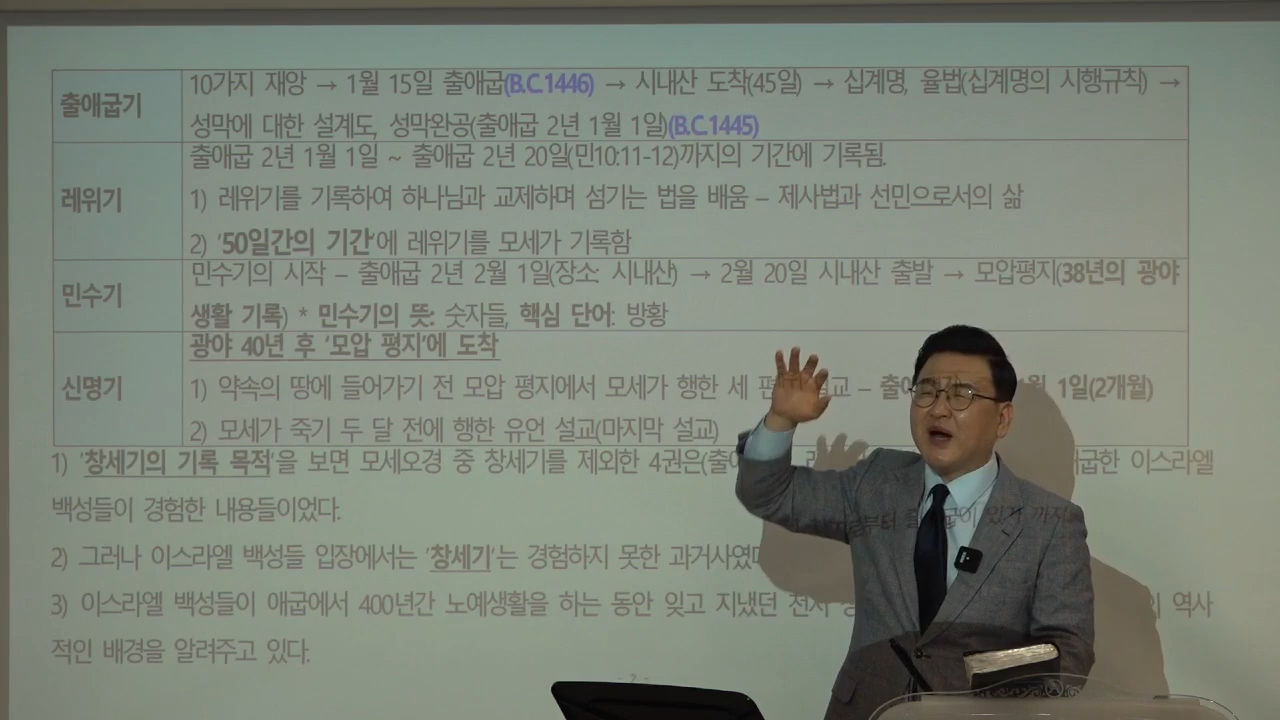 출애굽기
10가지 재앙 → 1월 15일 출애굽(B.C.1446) → 시내산 도착(45일) → 십계명, 율법(십계명의 시행규칙) →
성막에 대한 설계도, 성막완공(출애굽 2년 1월 1일)(B.C.1445)
레위기
출애굽 2년 1월 1일 ~ 출애굽 2년 20일(민10:11-12)까지의 기간에 기록됨.
1) 레위기를 기록하여 하나님과 교제하며 섬기는 법을 배움 – 제사법과 선민으로서의 삶
2) '50일간의 기간'에 레위기를 모세가 기록함
민수기
민수기의 시작 – 출애굽 2년 2월 1일(장소: 시내산) → 2월 20일 시내산 출발 → 모압평지(38년의 광야
생활 기록) * 민수기의 뜻: 숫자들, 핵심 단어: 방황
신명기
광야 40년 후 '모압 평지'에 도착
1) 약속의 땅에 들어가기 전 모압 평지에서 모세가 행한 세 편의 설교 – 1월 1일(2개월)
2) 모세가 죽기 두 달 전에 행한 유언 설교(마지막 설교)
1) '창세기의 기록 목적'을 보면 모세오경 중 창세기를 제외한 4권은 이스라엘
백성들이 경험한 내용들이었다.
2) 그러나 이스라엘 백성들 입장에서는 '창세기'는 경험하지 못한 과거사였
3) 이스라엘 백성들이 애굽에서 400년간 노예생활을 하는 동안 잊고 지냈던 역사
적인 배경을 알려주고 있다.
- 2 -